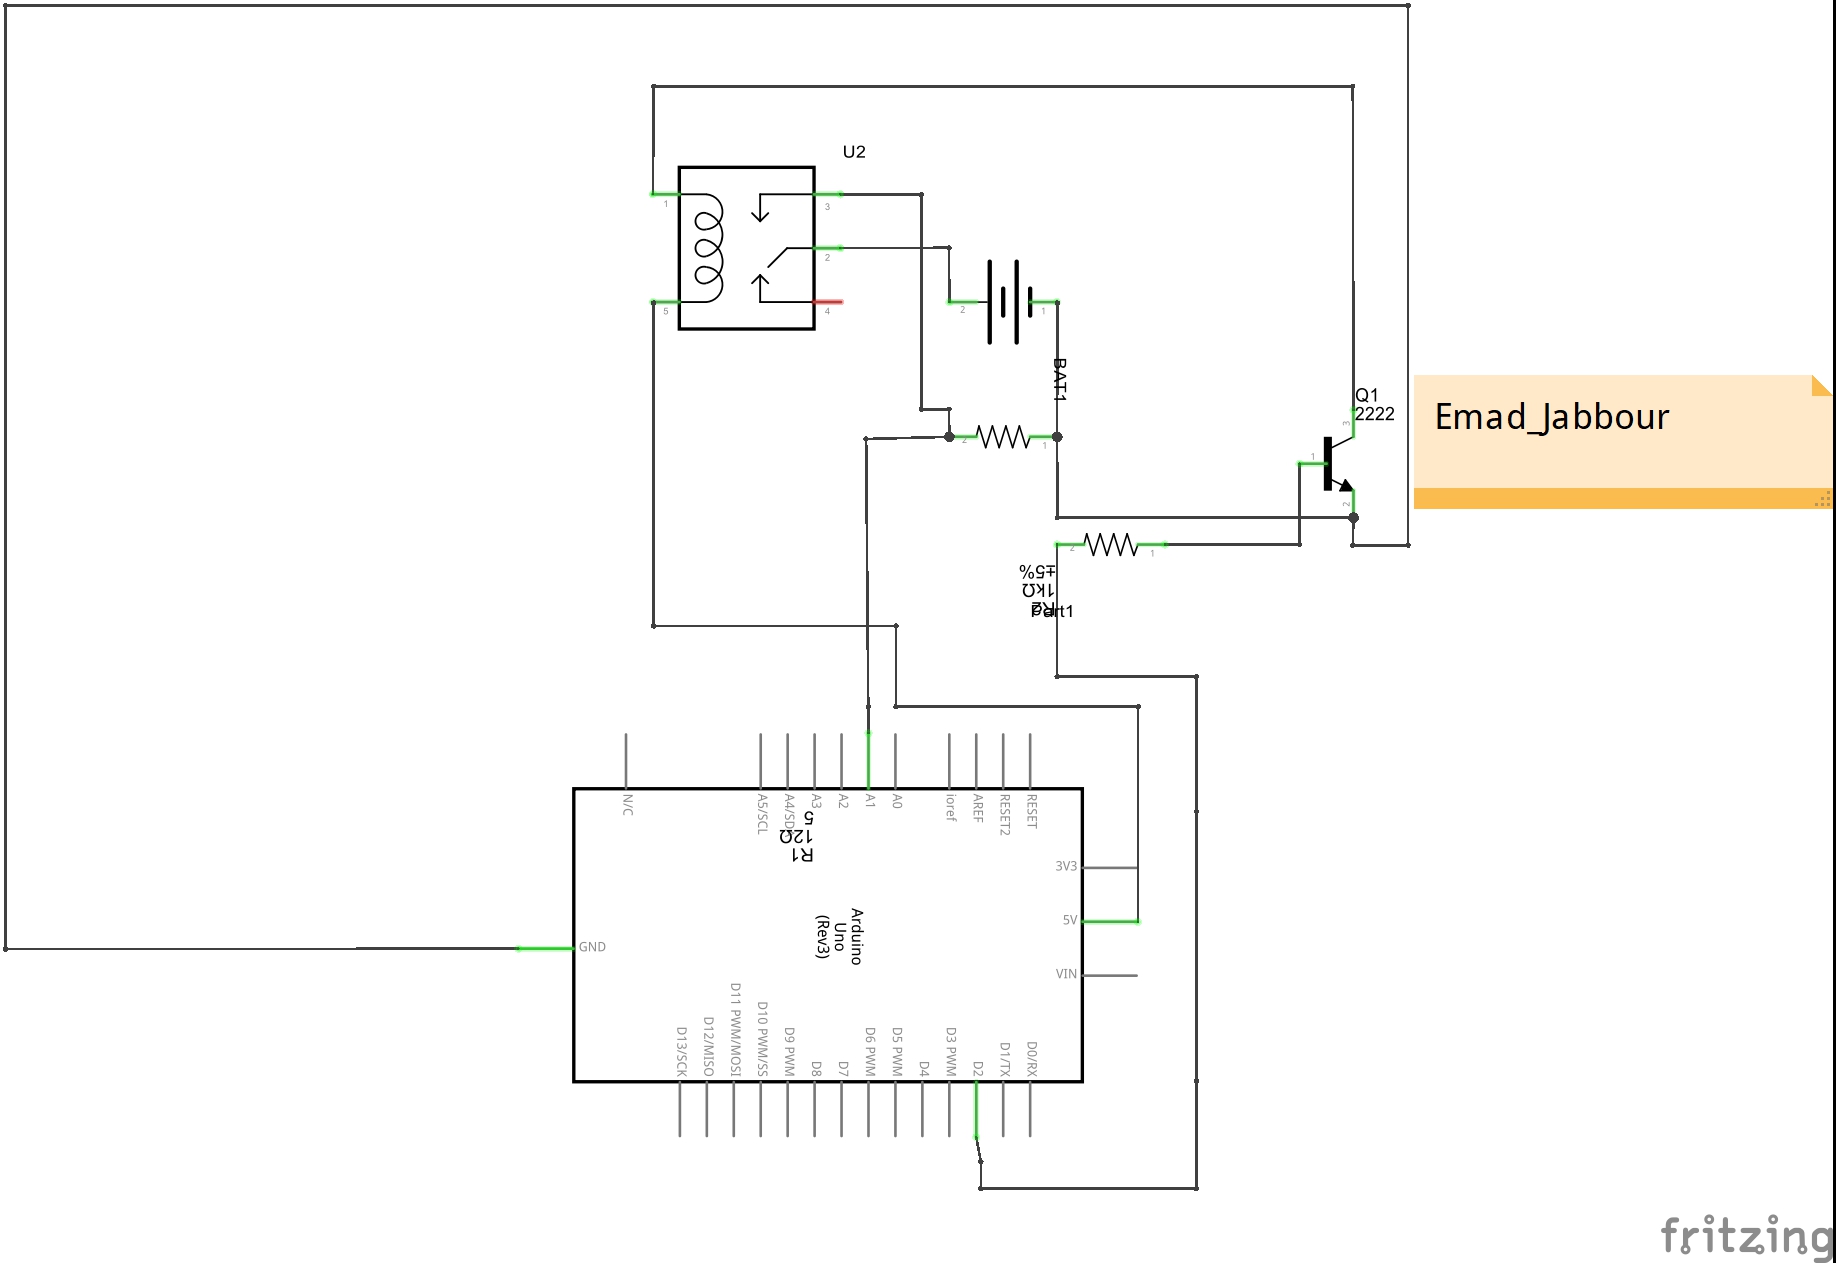 U2
1
3
2
5
4
2
1
BAT1
Q1
2222
3
1
2
Emad_Jabbour
2
1
2
1
±5%
1kΩ
R2
Part1
N/C
A5/SCL
A4/SDA
A3
A2
A1
A0
ioref
AREF
RESET2
RESET
5
12Ω
R1
3V3
5V
VIN
GND
Arduino
Uno
(Rev3)
D13/SCK
D12/MISO
D11 PWM/MOSI
D10 PWM/SS
D9 PWM
D8
D7
D6 PWM
D5 PWM
D4
D3 PWM
D2
D1/TX
D0/RX
fritzing